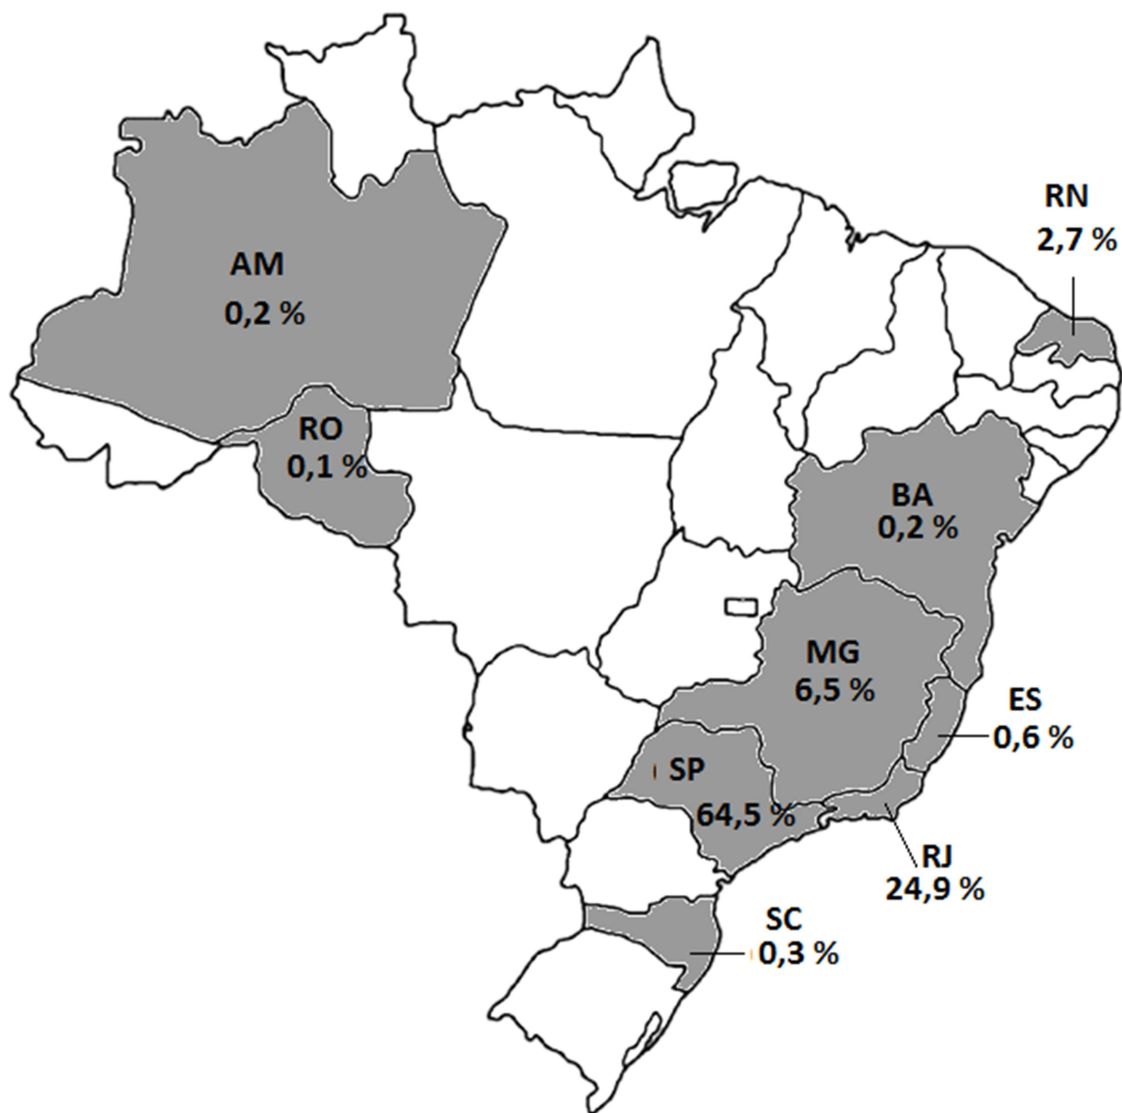 RN
2,7 %
AM
0,2 %
RO
0,1 %
BA
0,2 %
MG
6,5 %
ES
0,6 %
SP
64,5 %
RJ
24,9 %
SC
0,3 %